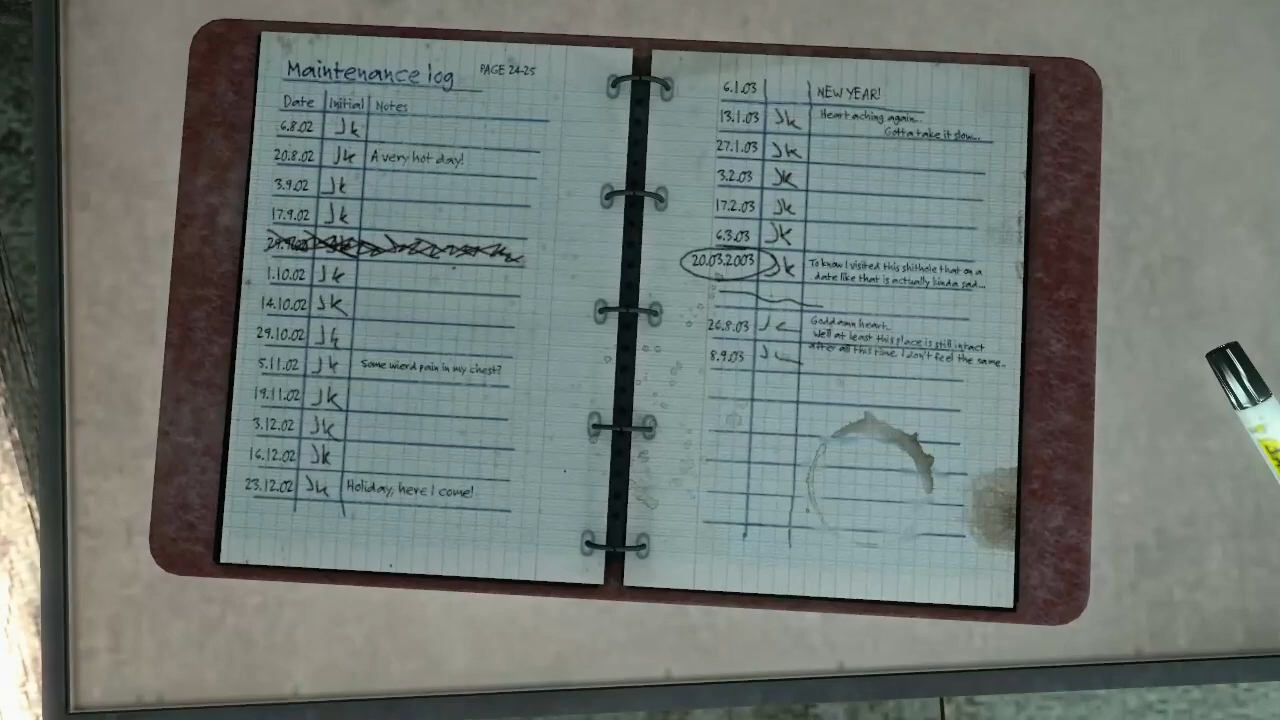 Maintenance log PAGE 24-25
Date Initial Notes
6.8.02 Jk
20.8.02 Jk A very hot day!
3.9.02 Jk
17.9.02 Jk
1.10.02 Jk
14.10.02 Jk
29.10.02 Jk
5.11.02 Jk Some wierd pain in my chest?
19.11.02 Jk
3.12.02 Jk
16.12.02 Jk
23.12.02 Jk Holiday, here I come!
6.1.03 NEW YEAR!
13.1.03 Jk Heart aching again...
Gotta take it slow...
27.1.03 Jk
3.2.03 Jk
17.2.03 Jk
6.3.03 Jk
20.03.2003 Jk To know I visited this shithole that on a
date like that is actually kinda sad...
26.8.03 Goddamn heart.
Well at least this place is still intact
8.9.03 after all this time. I don't feel the same..